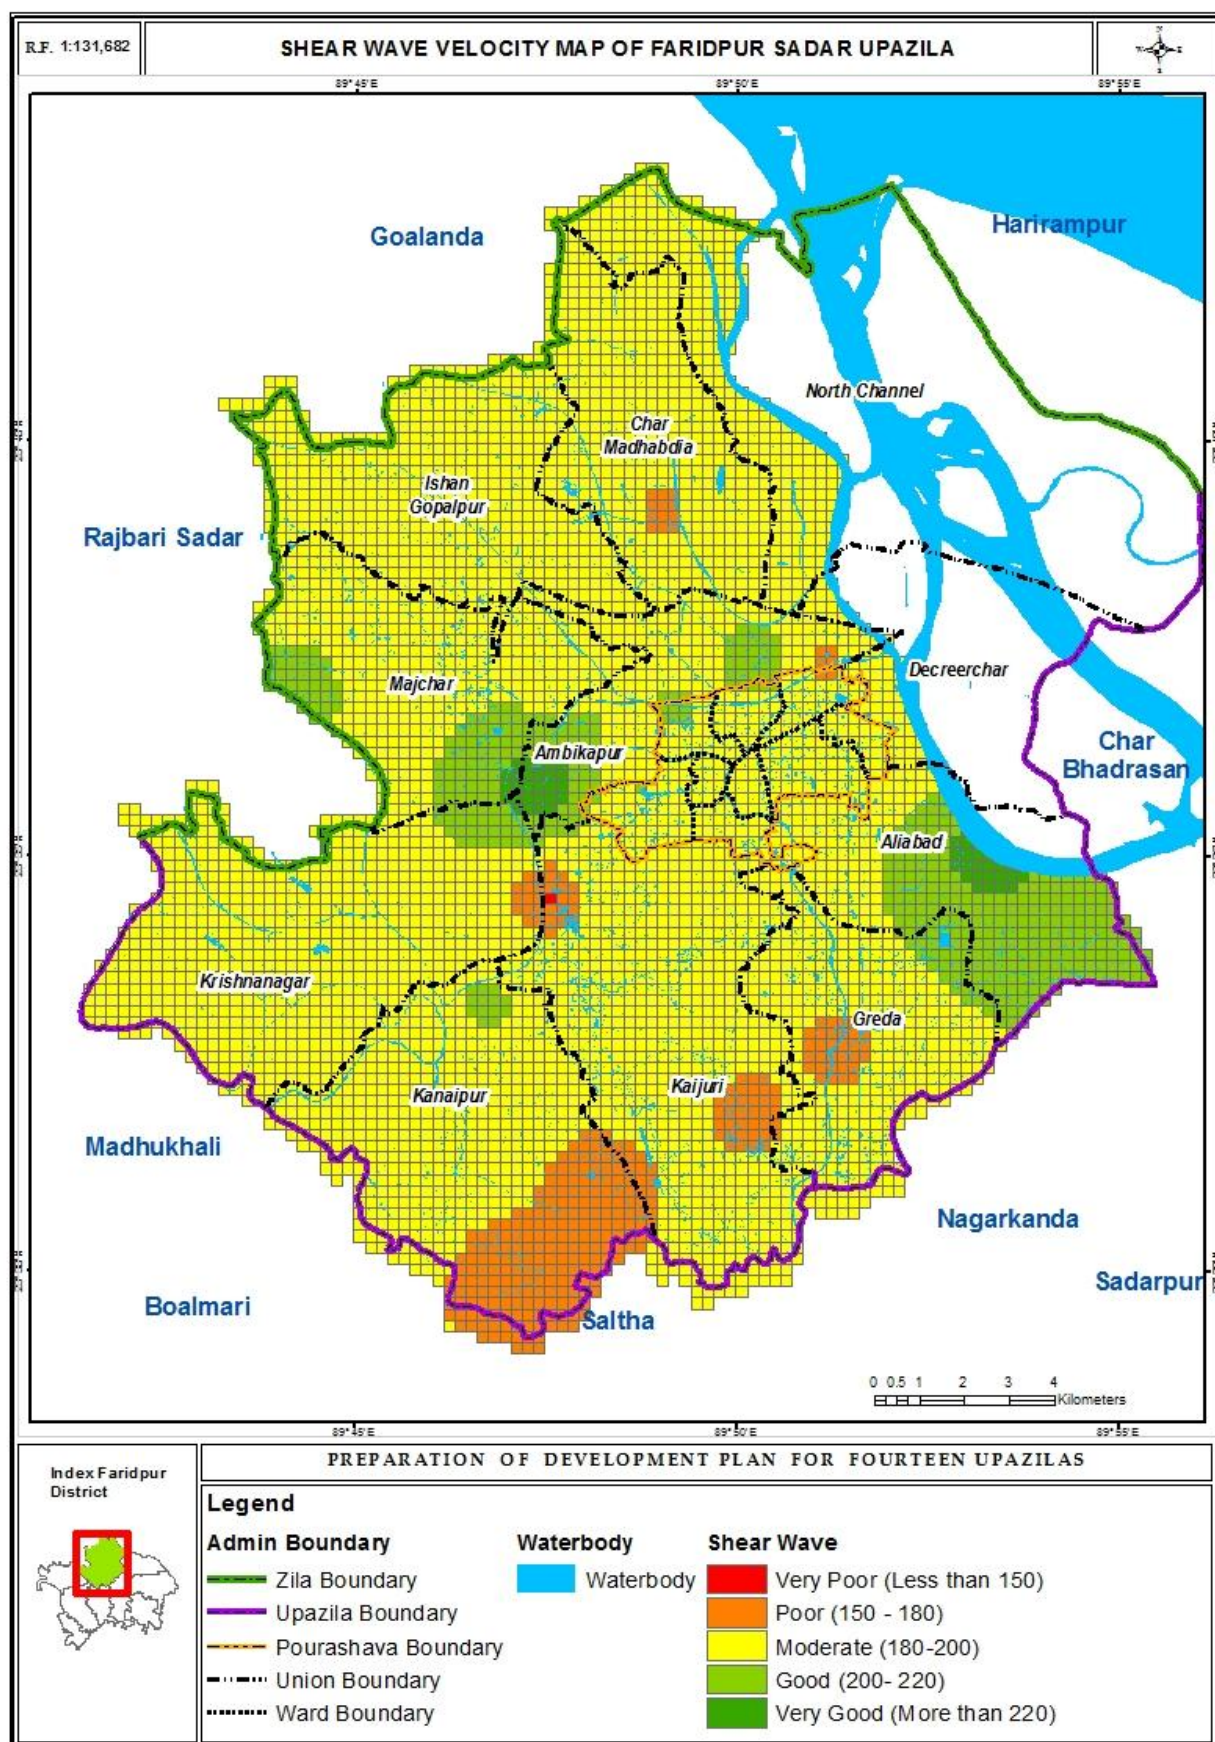 R.F. 1:131,682
SHEAR WAVE VELOCITY MAP OF FARIDPUR SADAR UPAZILA
N
W E
S
89°45'E
89°50'E
89°55'E
Goalanda
Harirampur
North Channel
Char
Madhabdia
Ishan
Gopalpur
Rajbari Sadar
Majchar
Decreerchar
Ambikapur
Char
Bhadrasan
Aliabad
Krishnanagar
Greda
Kaijuri
Kanaipur
Madhukhali
Nagarkanda
Sadarpur
Boalmari
Saltha
0 0.5 1 2 3 4
Kilometers
89°45'E
89°50'E
89°55'E
Index Faridpur
District
PREPARATION OF DEVELOPMENT PLAN FOR FOURTEEN UPAZILAS
Legend
Admin Boundary
Zila Boundary
Upazila Boundary
Pourashava Boundary
Union Boundary
Ward Boundary
Waterbody
Waterbody
Shear Wave
Very Poor (Less than 150)
Poor (150 - 180)
Moderate (180-200)
Good (200- 220)
Very Good (More than 220)